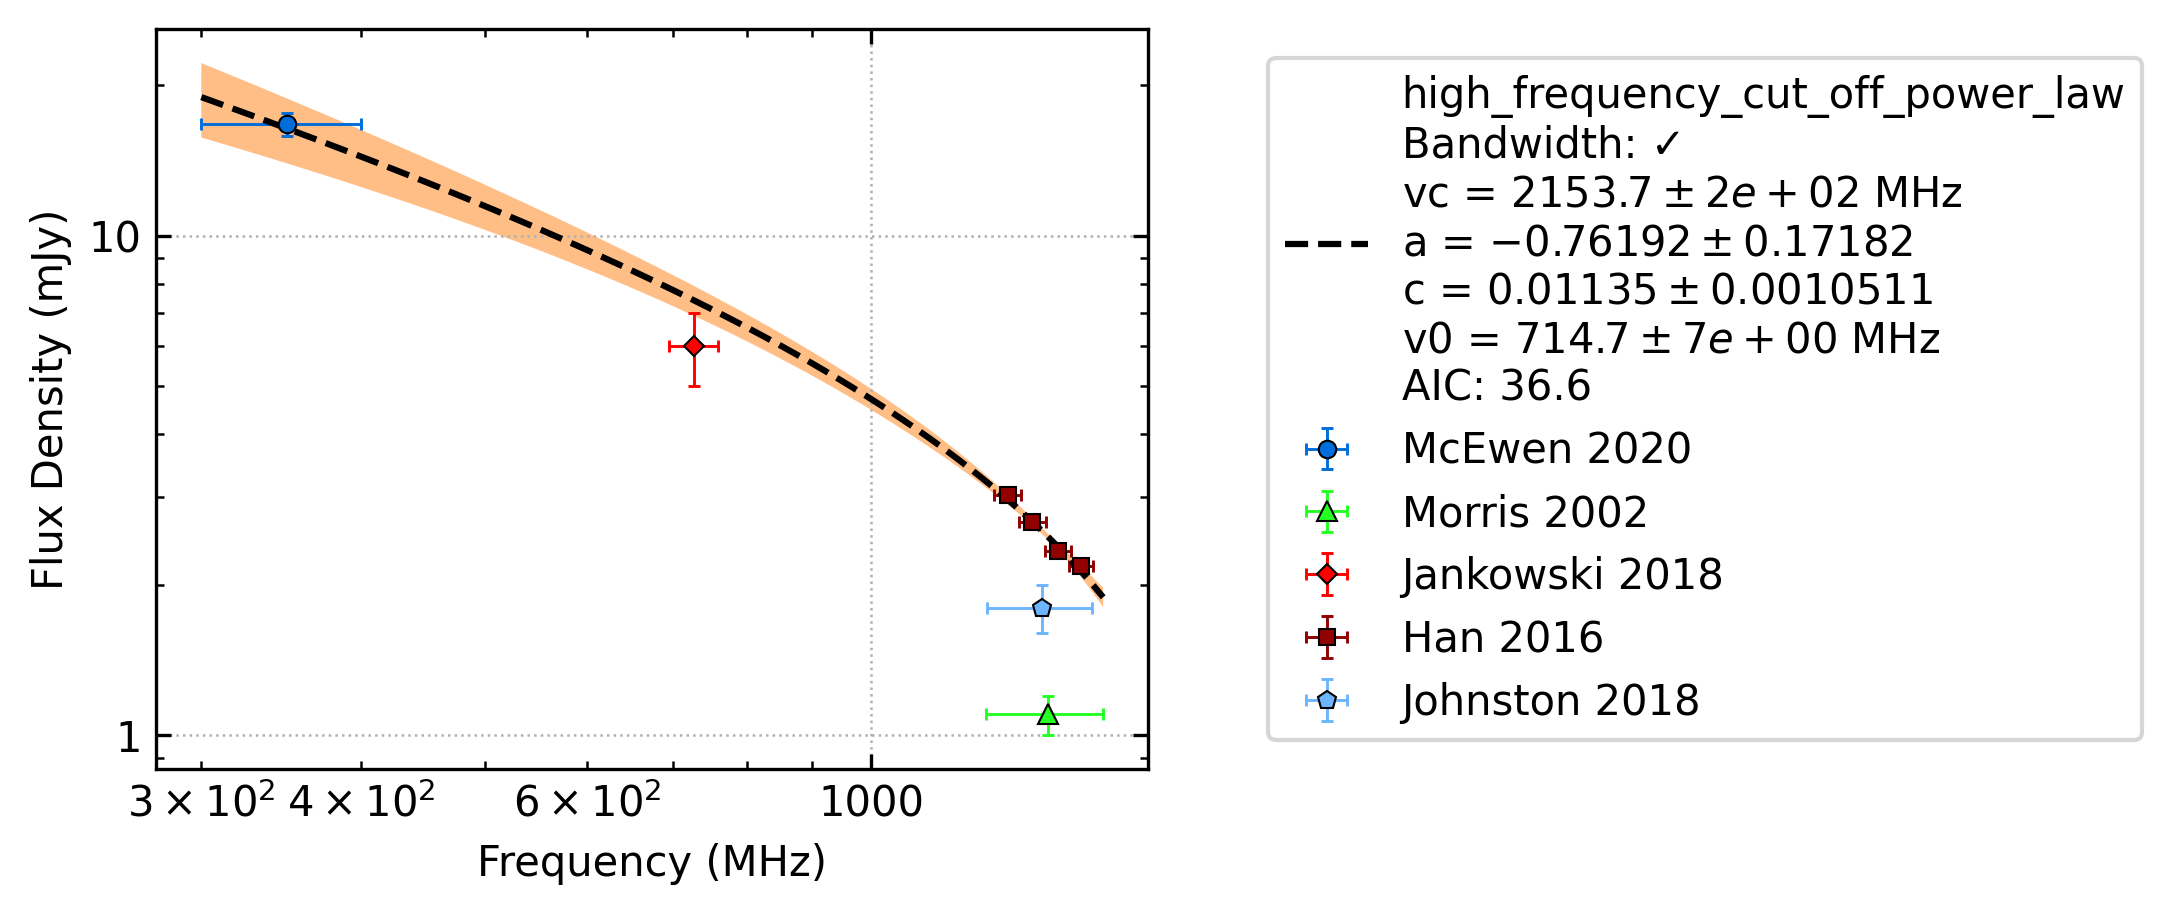 Flux Density (mJy)
10
1
3 × 10²
4 × 10²
6 × 10²
1000
Frequency (MHz)
high_frequency_cut_off_power_law
Bandwidth: ✓
vc = 2153.7 ± 2e + 02 MHz
a = −0.76192 ± 0.17182
c = 0.01135 ± 0.0010511
v0 = 714.7 ± 7e + 00 MHz
AIC: 36.6
McEwen 2020
Morris 2002
Jankowski 2018
Han 2016
Johnston 2018